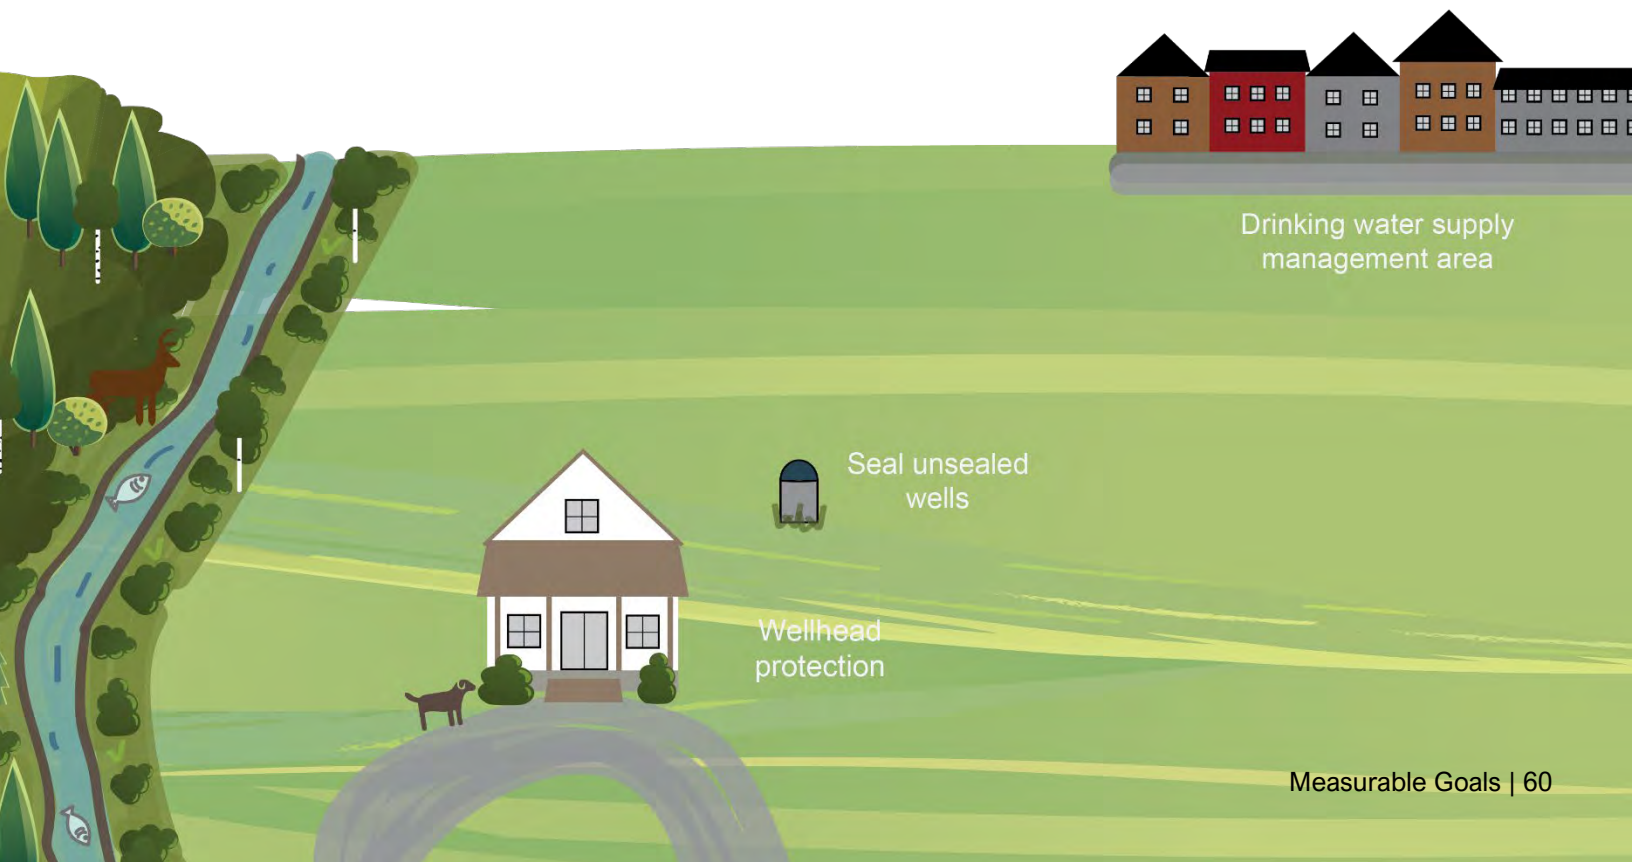 Drinking water supply
management area
Seal unsealed
wells
Wellhead
protection
Measurable Goals | 60